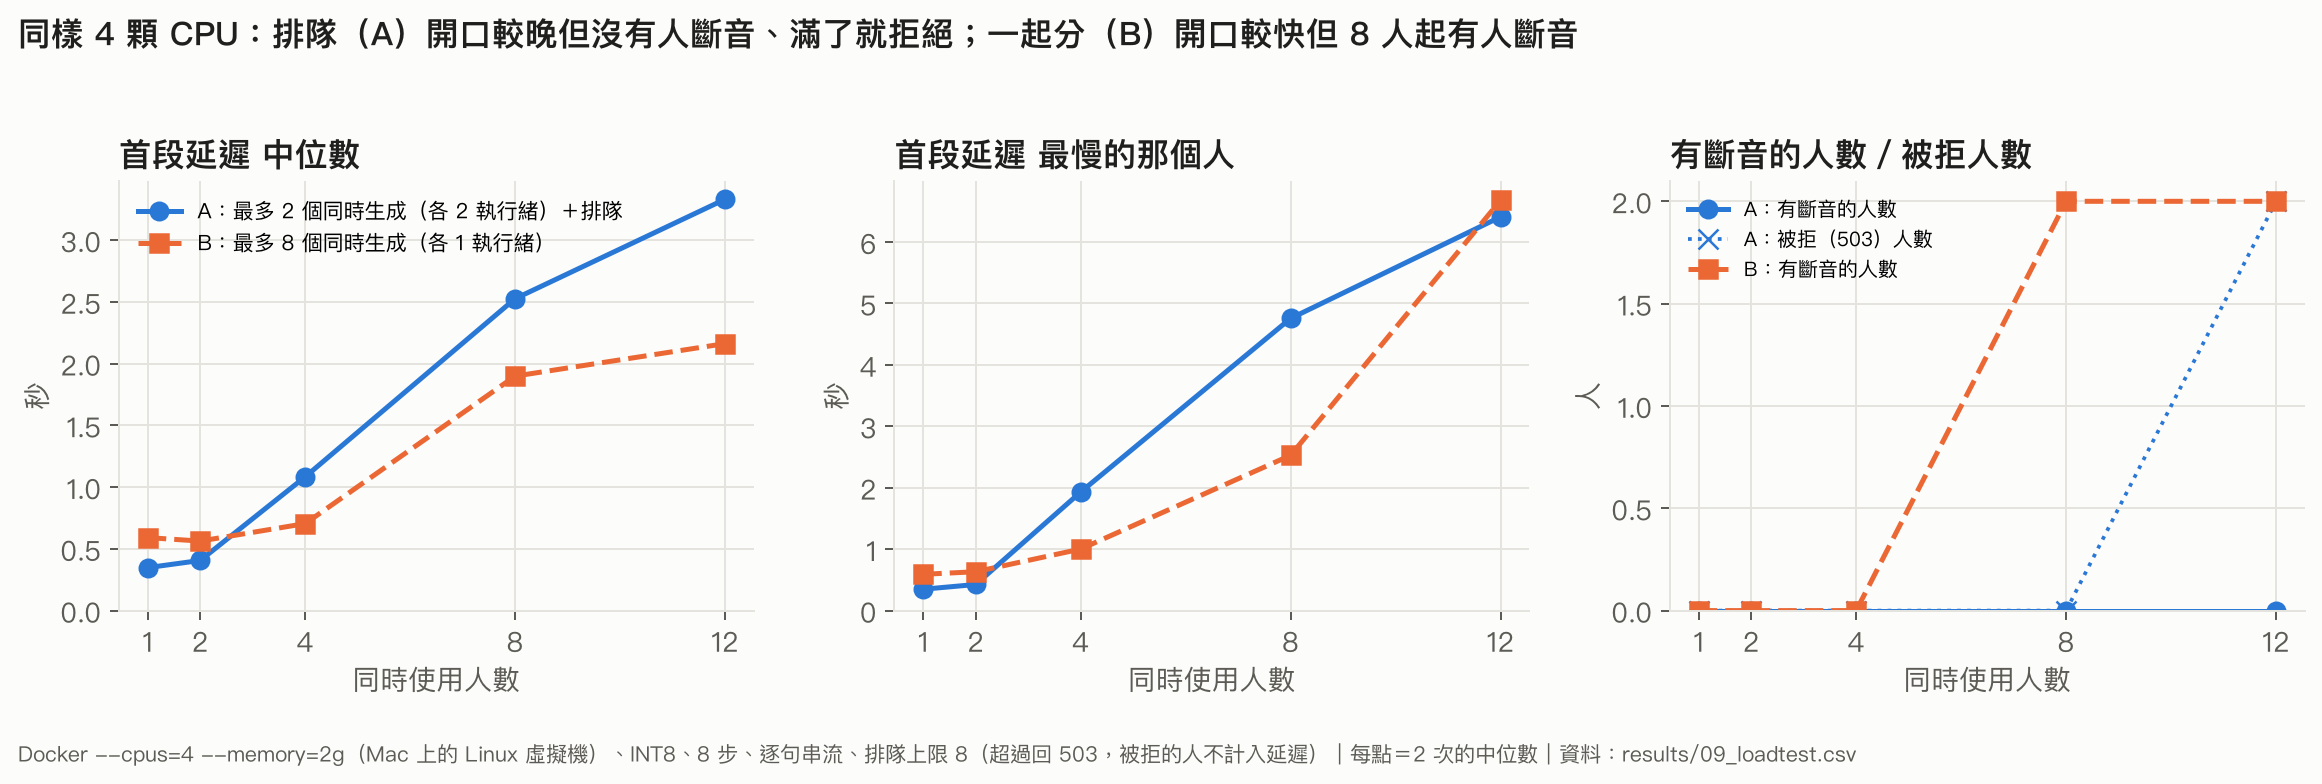 同樣 4 顆 CPU：排隊（A）開口較晚但沒有人斷音、滿了就拒絕；一起分（B）開口較快但 8 人起有人斷音
首段延遲 中位數
A：最多 2 個同時生成（各 2 執行緒）＋排隊
B：最多 8 個同時生成（各 1 執行緒）
3.0
2.5
2.0
1.5
1.0
0.5
0.0
秒
1 2 4 8 12
同時使用人數
首段延遲 最慢的那個人
6
5
4
3
2
1
0
秒
1 2 4 8 12
同時使用人數
有斷音的人數 / 被拒人數
A：有斷音的人數
A：被拒（503）人數
B：有斷音的人數
2.0
1.5
1.0
0.5
0.0
人
1 2 4 8 12
同時使用人數
Docker --cpus=4 --memory=2g（Mac 上的 Linux 虛擬機）、INT8、8 步、逐句串流、排隊上限 8（超過回 503，被拒的人不計入延遲）｜每點＝2 次的中位數｜資料：results/09_loadtest.csv